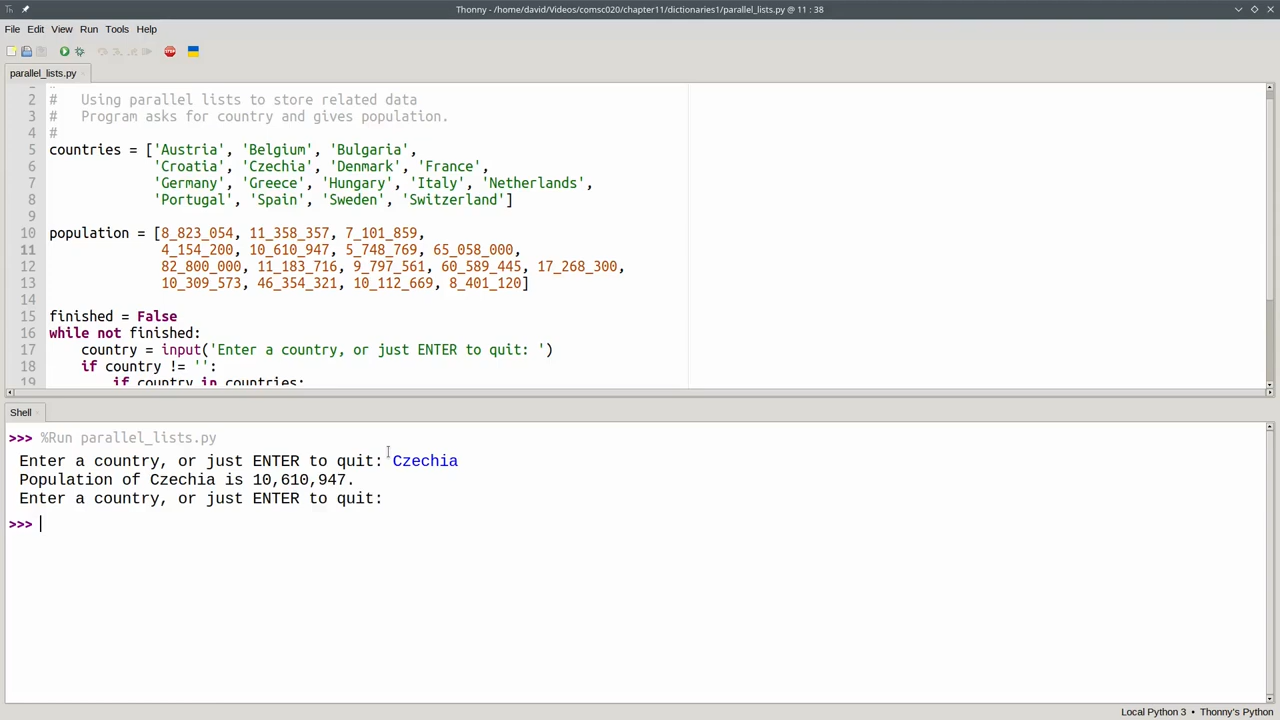 Thonny - /home/david/Videos/comsc020/chapter11/dictionaries1/parallel_lists.py @ 11 : 38
File Edit View Run Tools Help
parallel_lists.py
2 # Using parallel lists to store related data
3 # Program asks for country and gives population.
4 #
5 countries = ['Austria', 'Belgium', 'Bulgaria',
6 'Croatia', 'Czechia', 'Denmark', 'France',
7 'Germany', 'Greece', 'Hungary', 'Italy', 'Netherlands',
8 'Portugal', 'Spain', 'Sweden', 'Switzerland']
9
10 population = [8_823_054, 11_358_357, 7_101_859,
11 4_154_200, 10_610_947, 5_748_769, 65_058_000,
12 82_800_000, 11_183_716, 9_797_561, 60_589_445, 17_268_300,
13 10_309_573, 46_354_321, 10_112_669, 8_401_120]
14
15 finished = False
16 while not finished:
17 country = input('Enter a country, or just ENTER to quit: ')
18 if country != '':
19 if country in countries:
Shell
>>> %Run parallel_lists.py
Enter a country, or just ENTER to quit: Czechia
Population of Czechia is 10,610,947.
Enter a country, or just ENTER to quit:
>>>
Local Python 3 • Thonny's Python